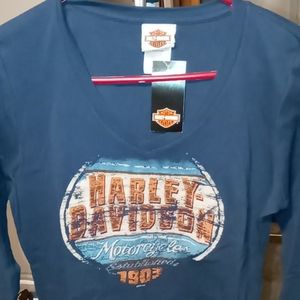 HARLEY-
DAVIDSON
Motorcycles
Established
1903